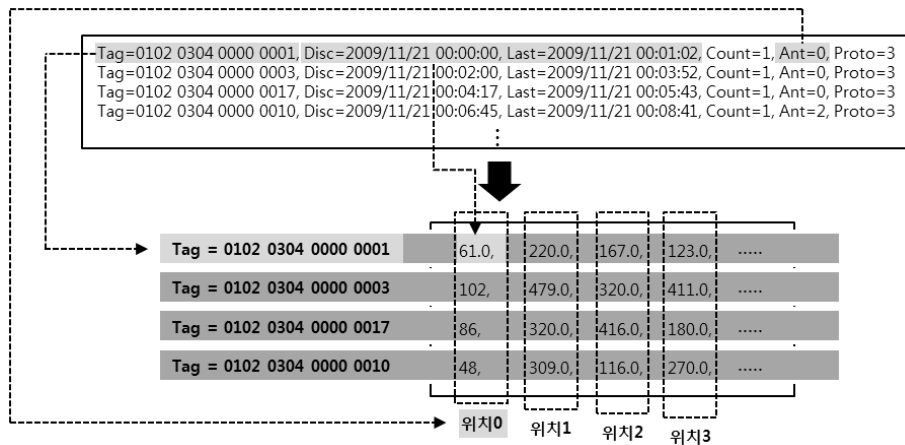 Tag=0102 0304 0000 0001, Disc=2009/11/21 00:00:00, Last=2009/11/21 00:01:02, Count=1, Ant=0, Proto=3
Tag=0102 0304 0000 0003, Disc=2009/11/21 00:02:00, Last=2009/11/21 00:03:52, Count=1, Ant=0, Proto=3
Tag=0102 0304 0000 0017, Disc=2009/11/21 00:04:17, Last=2009/11/21 00:05:43, Count=1, Ant=0, Proto=3
Tag=0102 0304 0000 0010, Disc=2009/11/21 00:06:45, Last=2009/11/21 00:08:41, Count=1, Ant=2, Proto=3
⋮
Tag = 0102 0304 0000 0001 61.0, 220.0, 167.0, 123.0, .....
Tag = 0102 0304 0000 0003 102, 479.0, 320.0, 411.0, .....
Tag = 0102 0304 0000 0017 86, 320.0, 416.0, 180.0, .....
Tag = 0102 0304 0000 0010 48, 309.0, 116.0, 270.0, .....
위치0 위치1 위치2 위치3